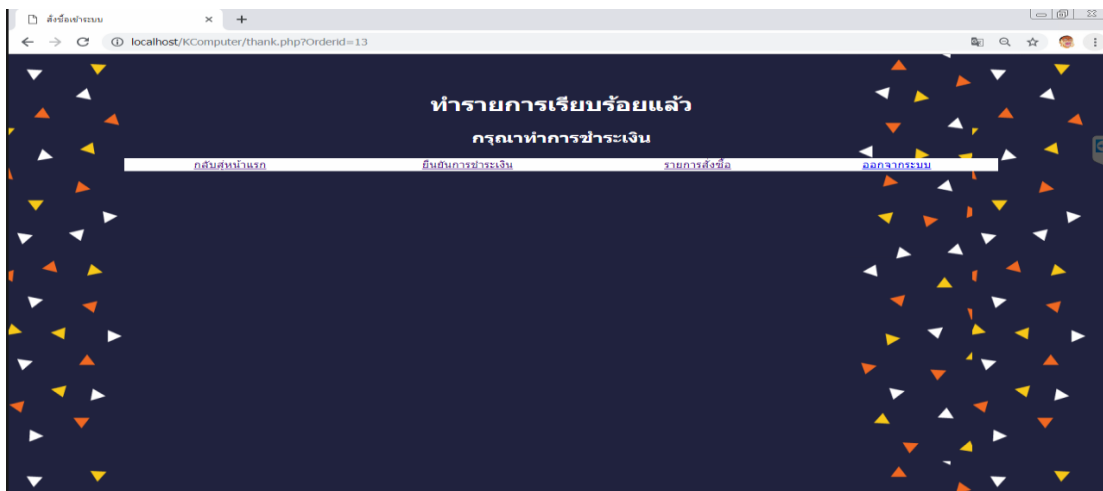 สั่งซื้อเข้าระบบ
localhost/KComputer/thank.php?Orderid=13
ทำรายการเรียบร้อยแล้ว
กรุณาทำการชำระเงิน
กลับสู่หน้าแรก ยืนยันการชำระเงิน รายการสั่งซื้อ ออกจากระบบ